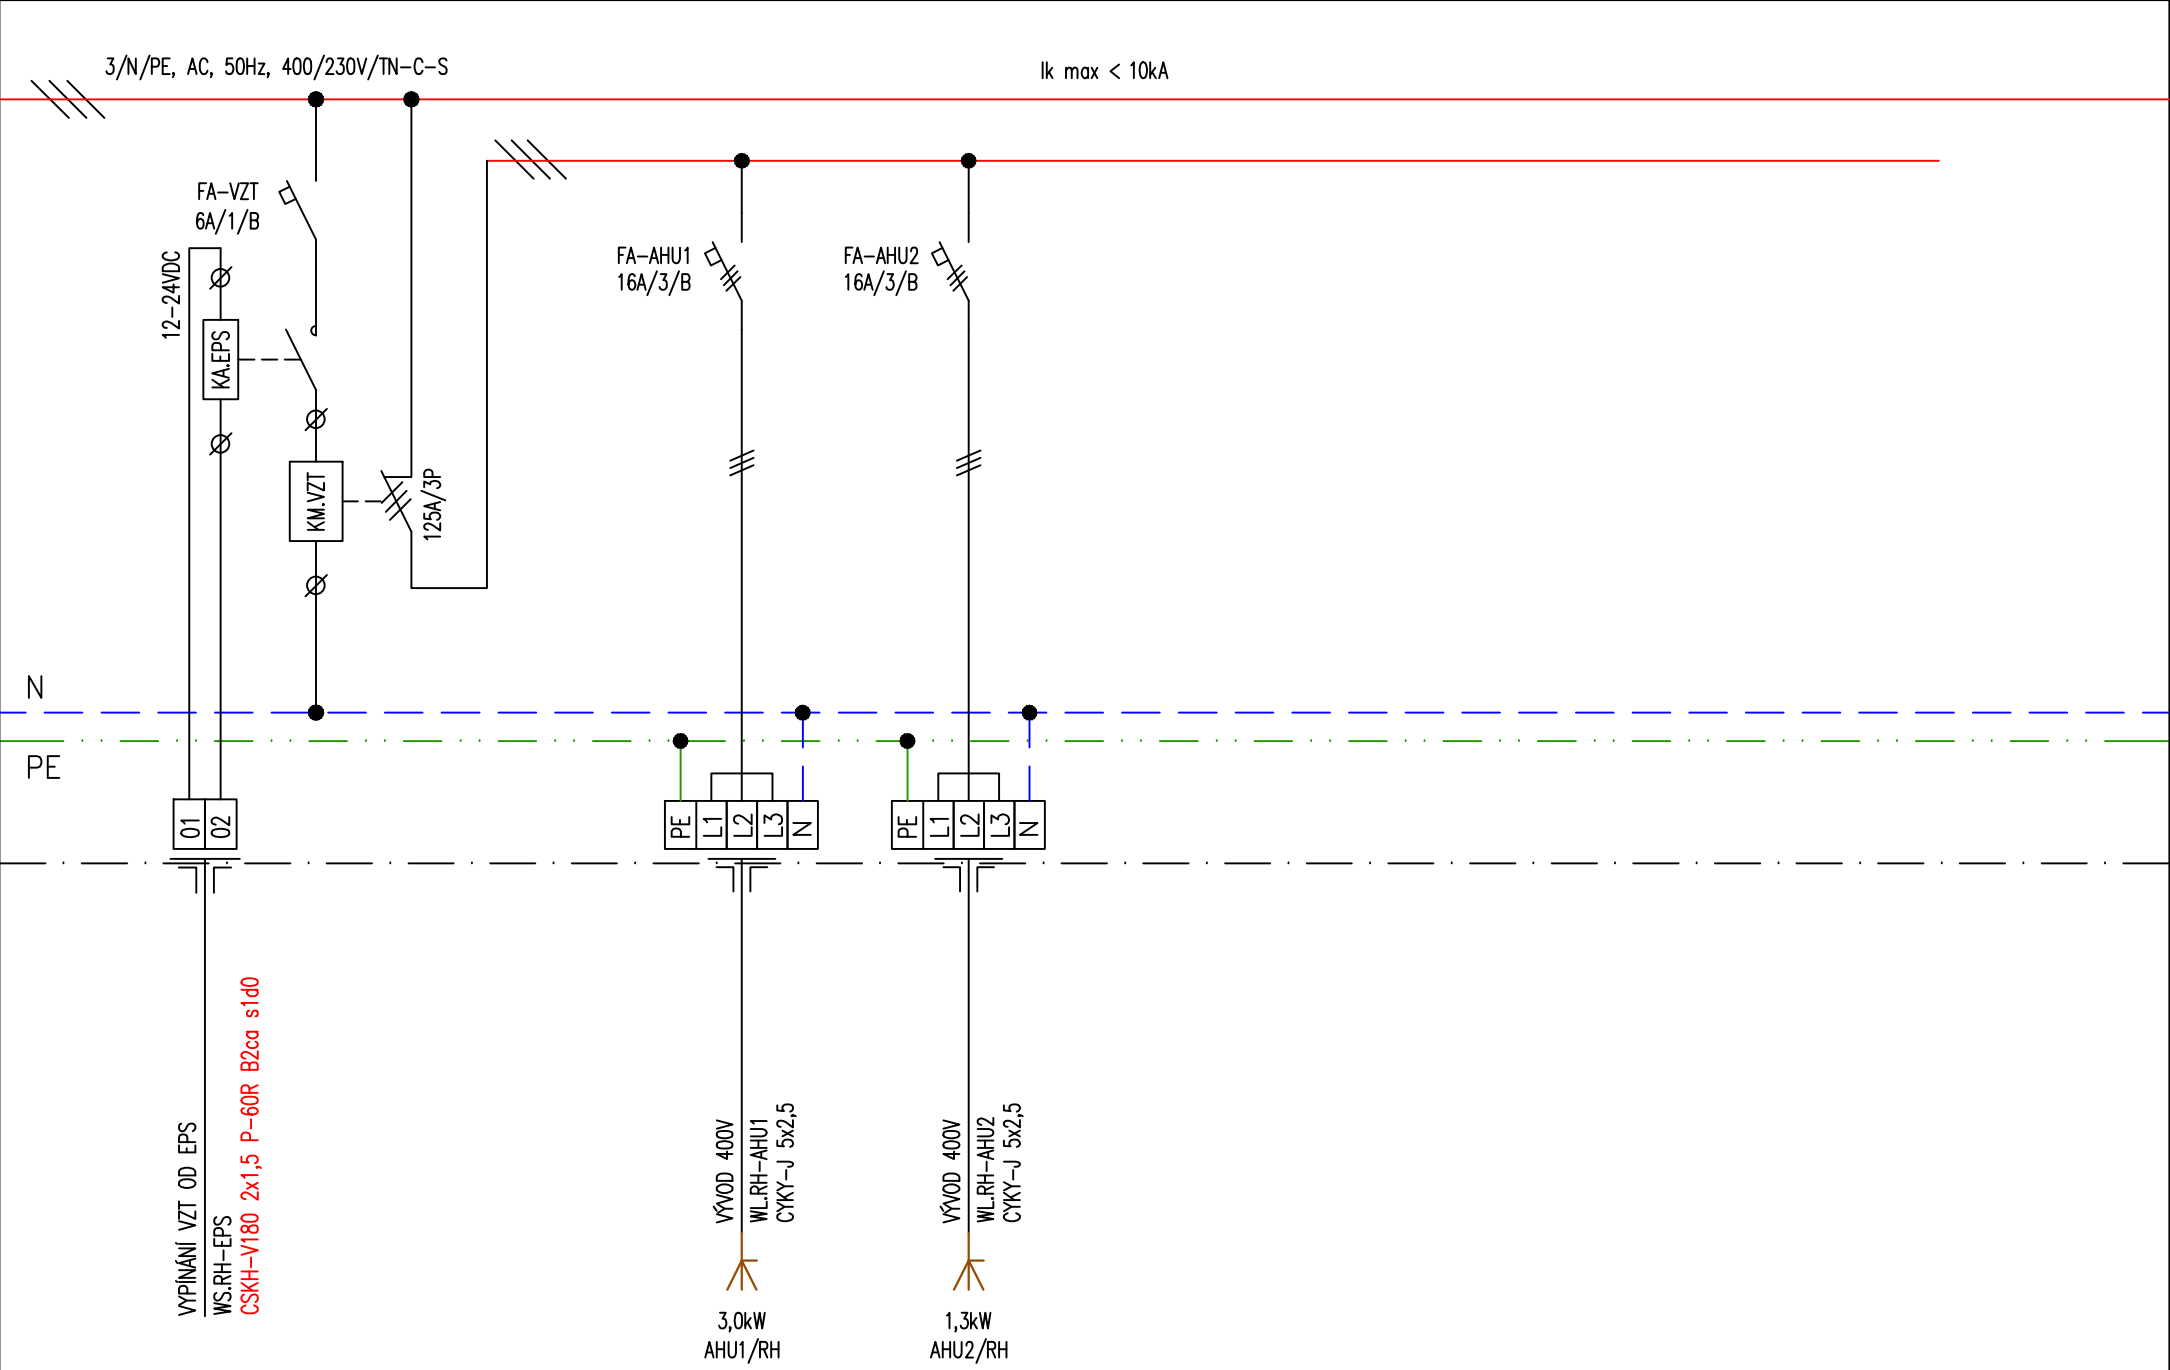 3/N/PE, AC, 50Hz, 400/230V/TN-C-S
Ik max < 10kA
FA-VZT
6A/1/B
12-24VDC
KA.EPS
KM.VZT
125A/3P
FA-AHU1
16A/3/B
FA-AHU2
16A/3/B
N
PE
01
02
PE
L1
L2
L3
N
PE
L1
L2
L3
N
VYPÍNÁNÍ VZT OD EPS
WS.RH-EPS
CSKH-V180 2x1,5 P-60R B2ca s1d0
VÝVOD 400V
WL.RH-AHU1
CYKY-J 5x2,5
VÝVOD 400V
WL.RH-AHU2
CYKY-J 5x2,5
3,0kW
AHU1/RH
1,3kW
AHU2/RH